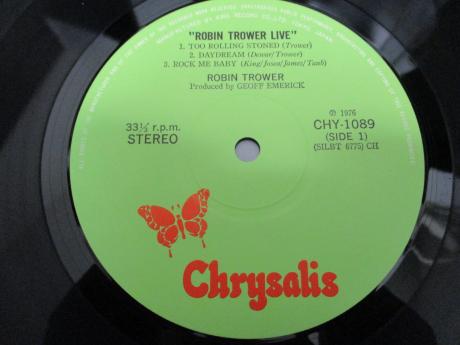 "ROBIN TROWER LIVE"
1. TOO ROLLING STONED (Trower)
2. DAYDREAM (Dewar/Trower)
3. ROCK ME BABY (King/Josea/James/Taub)
ROBIN TROWER
Produced by GEOFF EMERICK
33⅓ r.p.m.
STEREO
Ⓟ 1976
CHY-1089
(SIDE 1)
(SILBT 6775) CH
Chrysalis